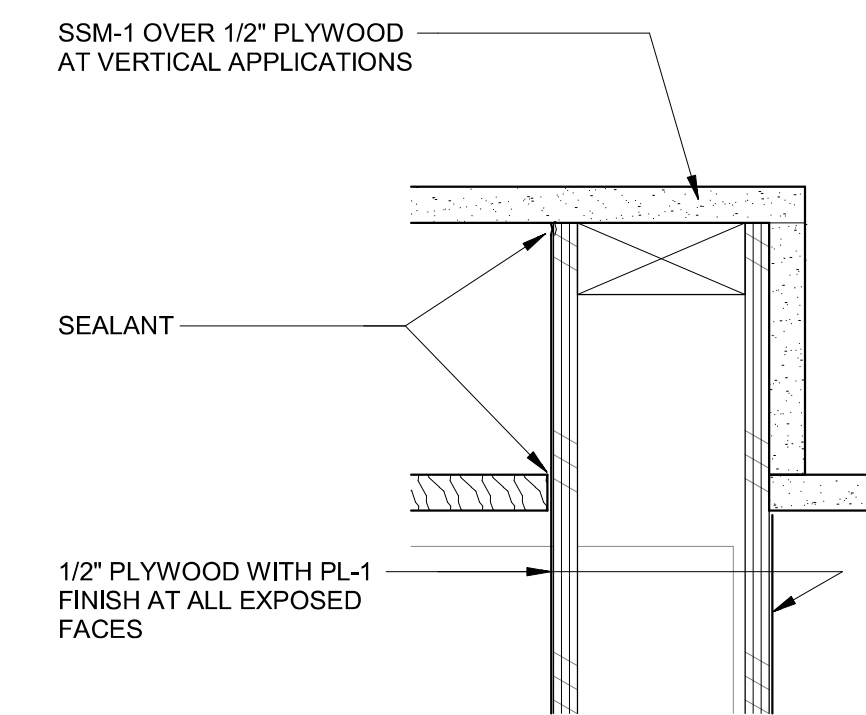 SSM-1 OVER 1/2" PLYWOOD
AT VERTICAL APPLICATIONS
SEALANT
1/2" PLYWOOD WITH PL-1
FINISH AT ALL EXPOSED
FACES